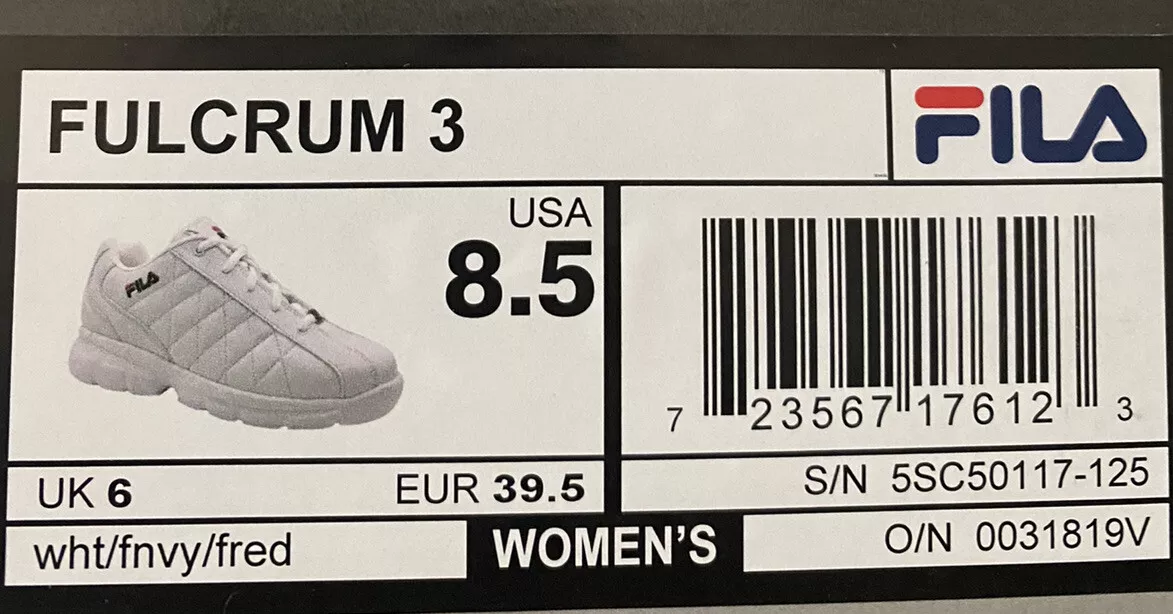 FULCRUM 3
FILA
FILA
USA
8.5
7 23567 17612 3
UK 6 EUR 39.5
S/N 5SC50117-125
wht/fnvy/fred
WOMEN'S
O/N 0031819V